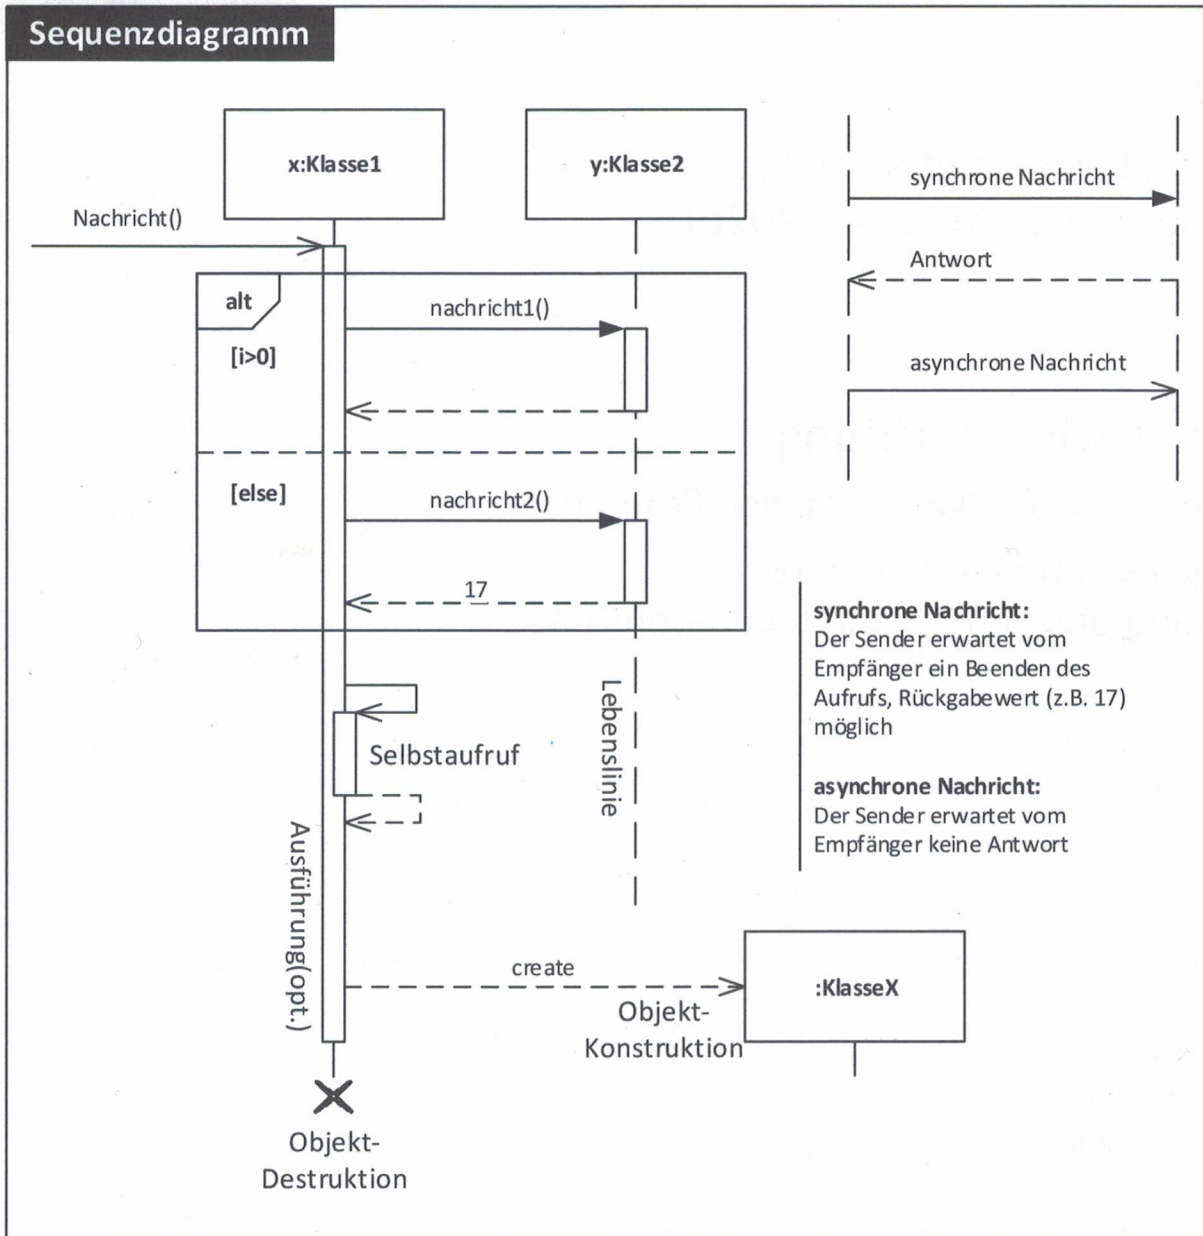 Sequenzdiagramm
x:Klasse1
y:Klasse2
Nachricht()
synchrone Nachricht
Antwort
asynchrone Nachricht
alt
[i>0]
nachricht1()
[else]
nachricht2()
17
Selbstaufruf
Lebenslinie
Ausführung(opt.)
synchrone Nachricht:
Der Sender erwartet vom
Empfänger ein Beenden des
Aufrufs, Rückgabewert (z.B. 17)
möglich
asynchrone Nachricht:
Der Sender erwartet vom
Empfänger keine Antwort
create
:KlasseX
Objekt-
Konstruktion
Objekt-
Destruktion